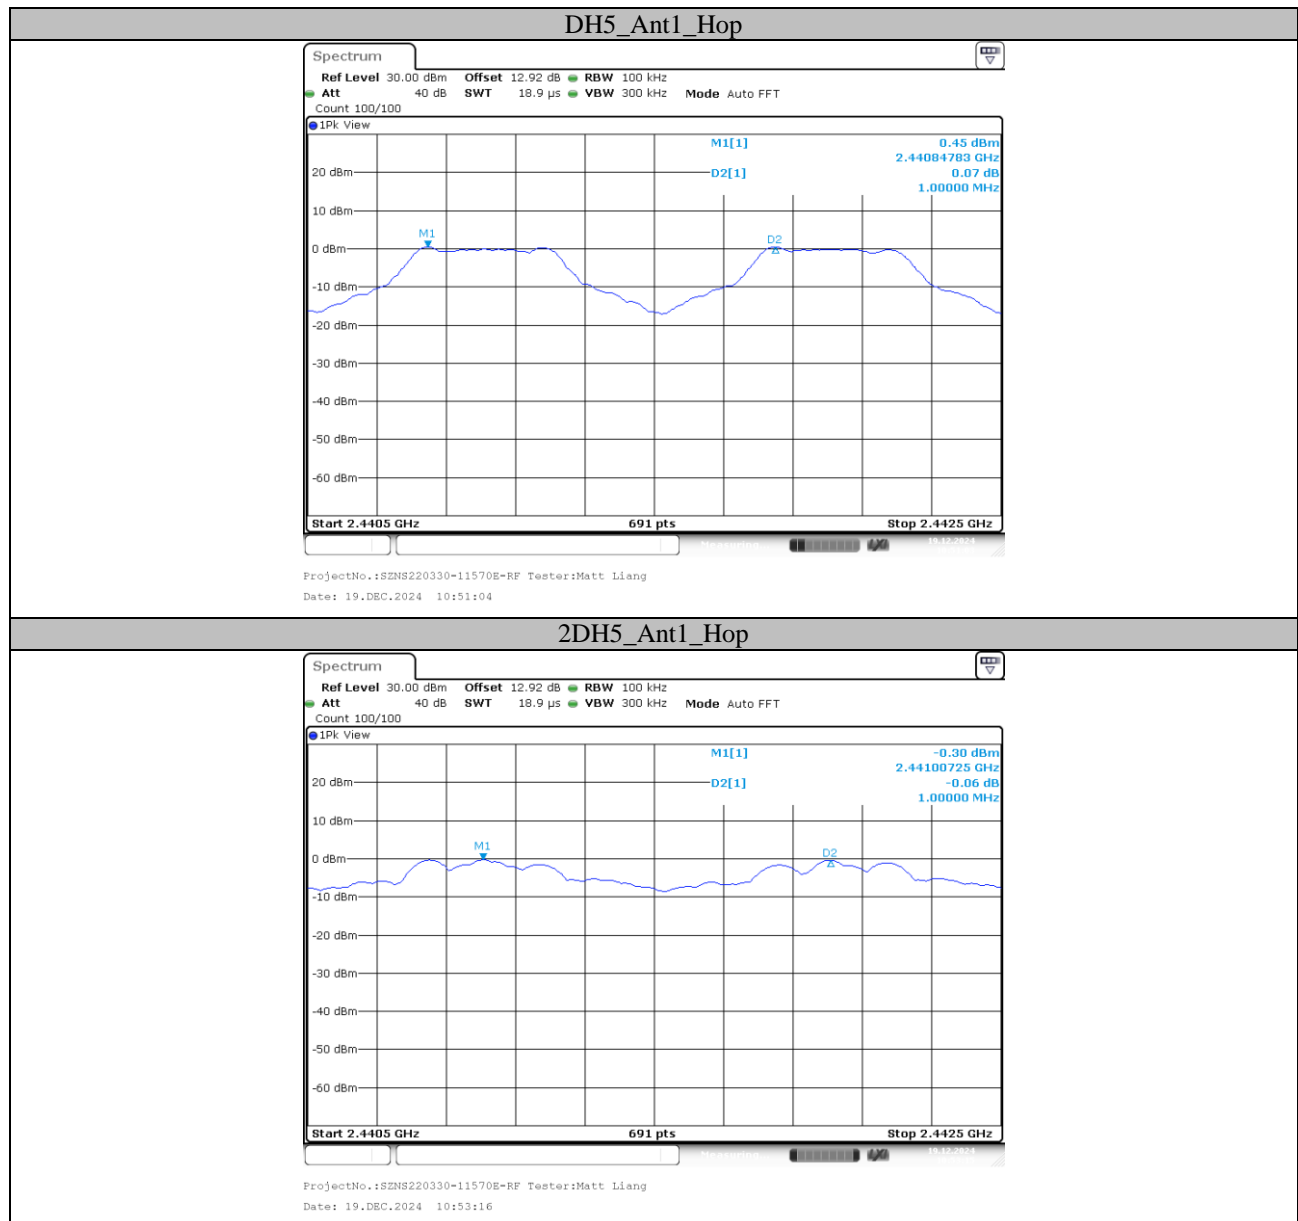 DH5_Ant1_Hop
Spectrum
Ref Level 30.00 dBm Offset 12.92 dB RBW 100 kHz
Att 40 dB SWT 18.9 µs VBW 300 kHz Mode Auto FFT
Count 100/100
1Pk View
M1[1] 0.45 dBm
2.44084783 GHz
20 dBm D2[1] 0.07 dB
1.00000 MHz
10 dBm
M1 D2
0 dBm
-10 dBm
-20 dBm
-30 dBm
-40 dBm
-50 dBm
-60 dBm
Start 2.4405 GHz 691 pts Stop 2.4425 GHz
Measuring... 19.12.2024
ProjectNo.:SZNS220330-11570E-RF Tester:Matt Liang
Date: 19.DEC.2024 10:51:04
2DH5_Ant1_Hop
Spectrum
Ref Level 30.00 dBm Offset 12.92 dB RBW 100 kHz
Att 40 dB SWT 18.9 µs VBW 300 kHz Mode Auto FFT
Count 100/100
1Pk View
M1[1] -0.30 dBm
2.44100725 GHz
20 dBm D2[1] -0.06 dB
1.00000 MHz
10 dBm
M1 D2
0 dBm
-10 dBm
-20 dBm
-30 dBm
-40 dBm
-50 dBm
-60 dBm
Start 2.4405 GHz 691 pts Stop 2.4425 GHz
Measuring... 19.12.2024
ProjectNo.:SZNS220330-11570E-RF Tester:Matt Liang
Date: 19.DEC.2024 10:53:16